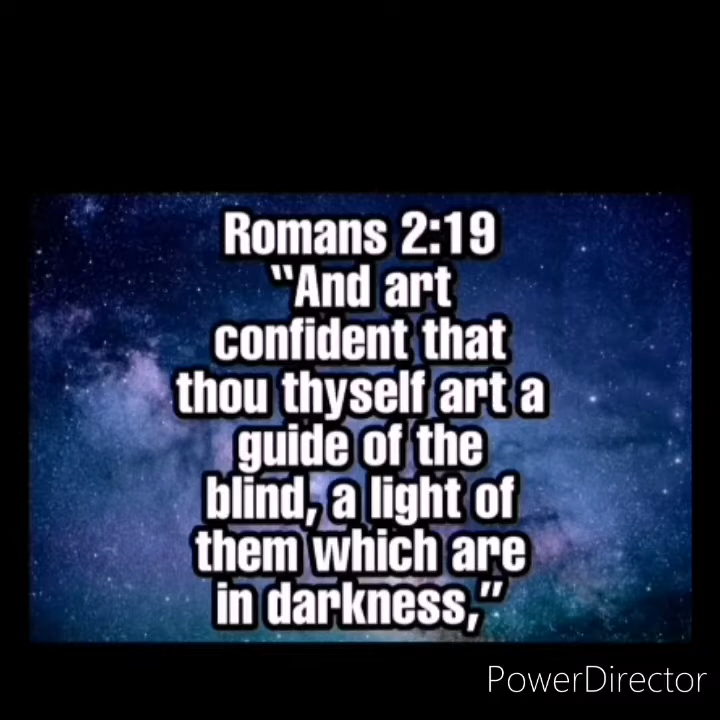 Romans 2:19
"And art
confident that
thou thyself art a
guide of the
blind, a light of
them which are
in darkness,"
PowerDirector